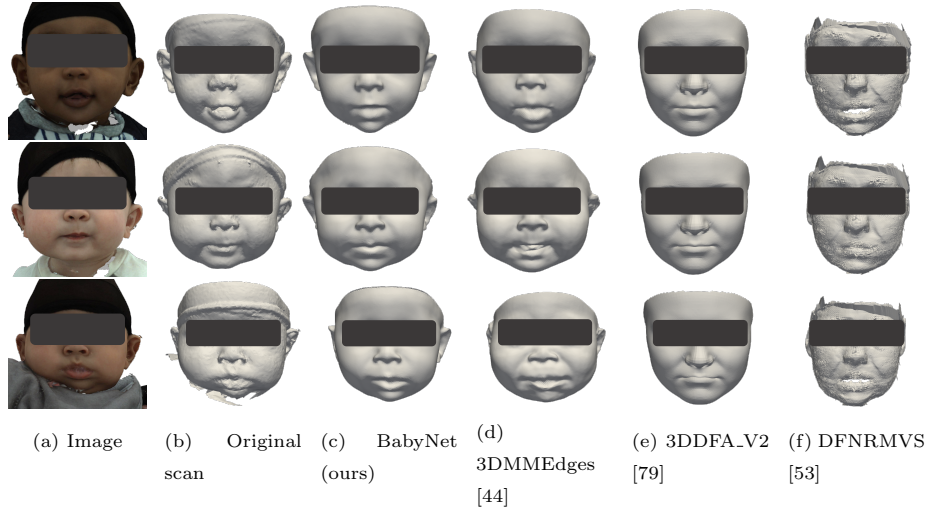 (a) Image
(b) Original
scan
(c) BabyNet
(ours)
(d)
3DMMEdges
[44]
(e) 3DDFA_V2
[79]
(f) DFNRMVS
[53]